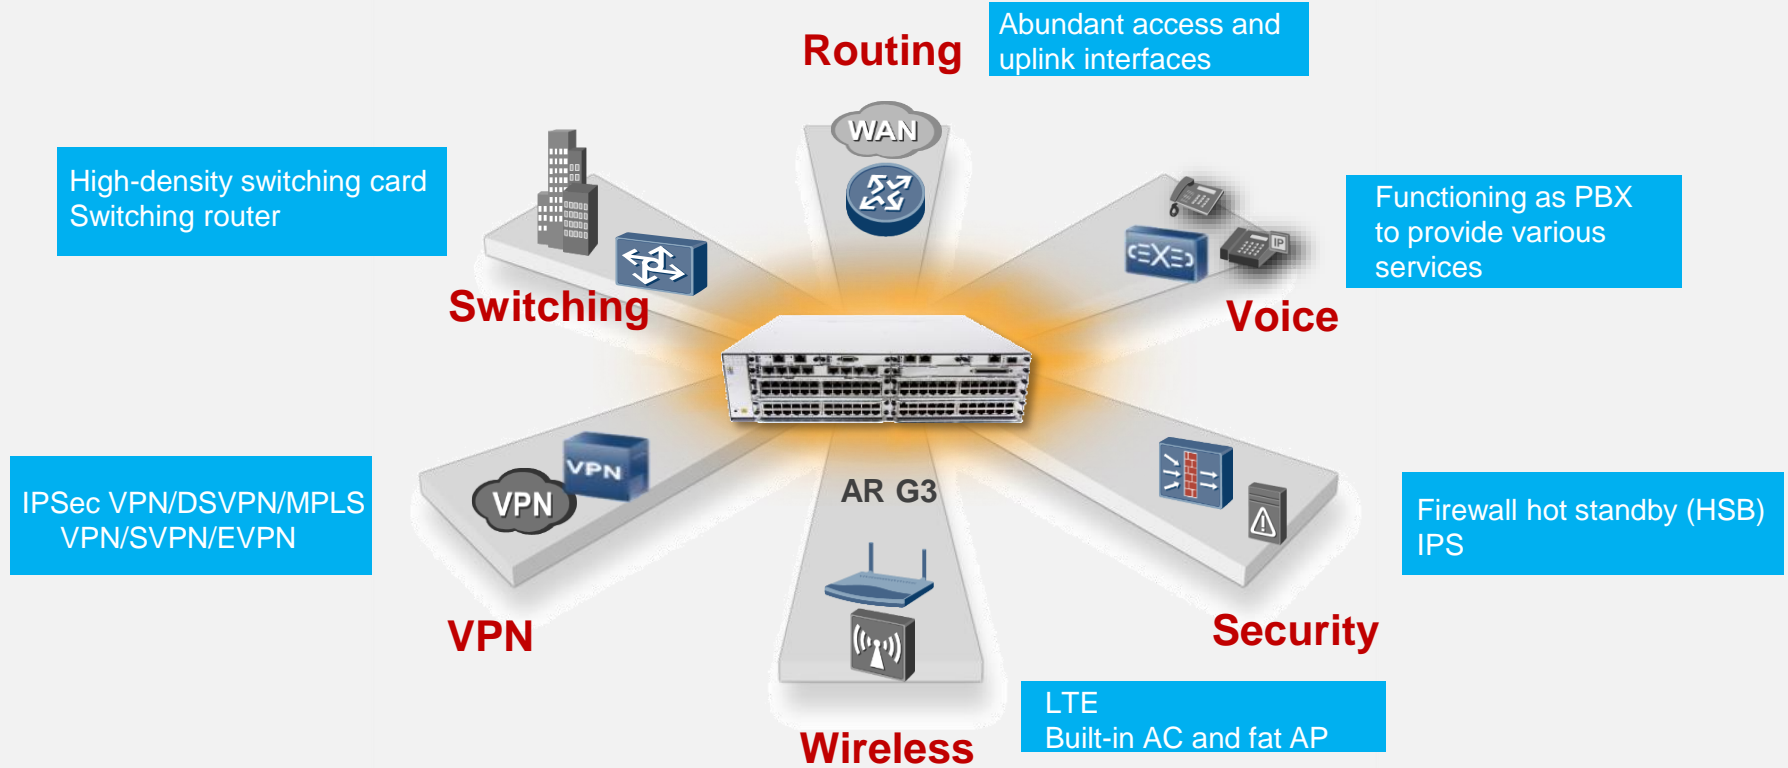 Routing
Abundant access and
uplink interfaces
WAN
High-density switching card
Switching router
Switching
Functioning as PBX
to provide various
services
IP
EXE
Voice
IPSec VPN/DSVPN/MPLS
VPN/SVPN/EVPN
VPN
VPN
VPN
AR G3
Firewall hot standby (HSB)
IPS
Security
LTE
Built-in AC and fat AP
Wireless